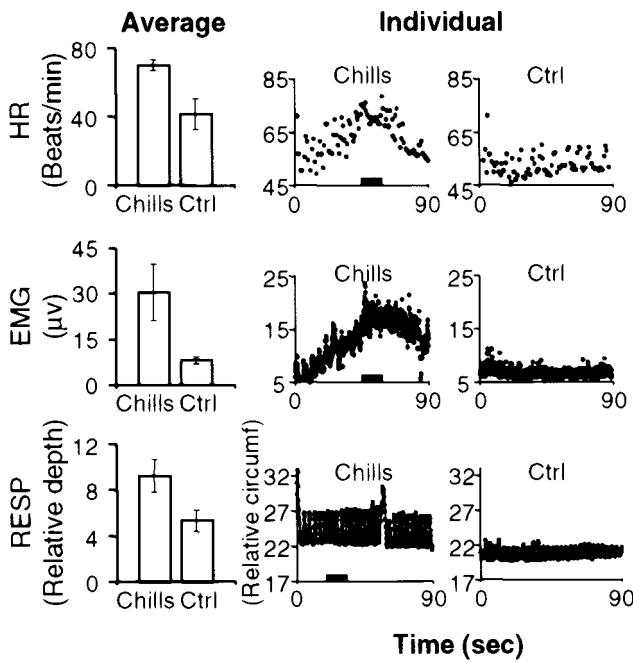 Average Individual
HR
(Beats/min)
80
40
0
Chills Ctrl
Chills
85
65
45
0 90
Ctrl
85
65
45
0 90
EMG
(μv)
45
30
15
0
Chills Ctrl
Chills
25
15
5
0 90
Ctrl
25
15
5
0 90
RESP
(Relative depth)
12
8
4
0
Chills Ctrl
(Relative circumf)
Chills
32
27
22
17
0 90
Ctrl
32
27
22
17
0 90
Time (sec)